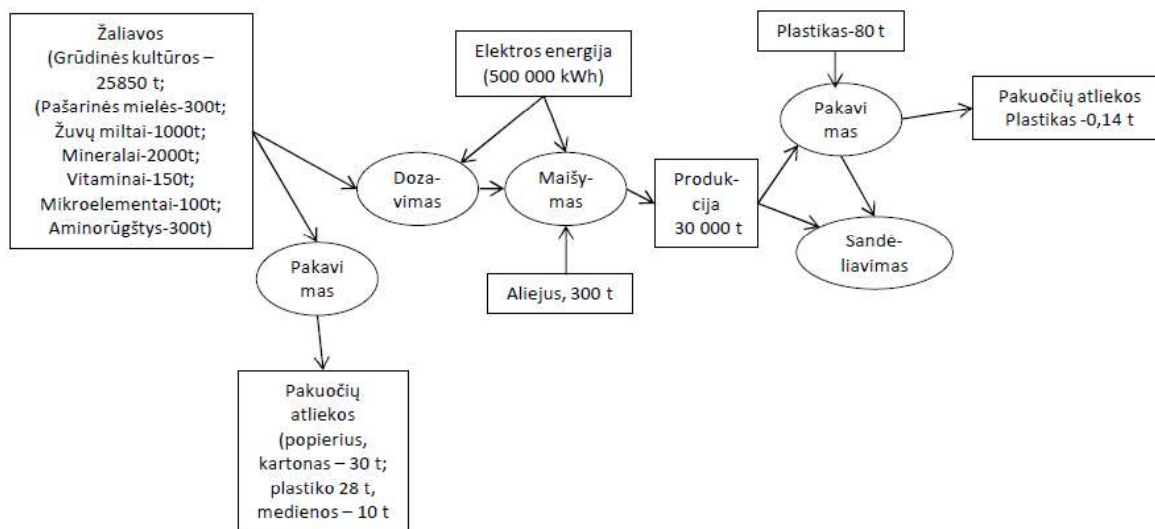 Žaliavos
(Grūdinės kultūros –
25850 t;
(Pašarinės mielės-300t;
Žuvų miltai-1000t;
Mineralai-2000t;
Vitaminai-150t;
Mikroelementai-100t;
Aminorūgštys-300t)
Elektros energija
(500 000 kWh)
Plastikas-80 t
Pakavi
mas
Pakuočių atliekos
Plastikas -0,14 t
Doza-
vimas
Maišy-
mas
Produk-
cija
30 000 t
Sandė-
liavimas
Pakavi
mas
Aliejus, 300 t
Pakuočių
atliekos
(popierius,
kartonas – 30 t;
plastiko 28 t,
medienos – 10 t